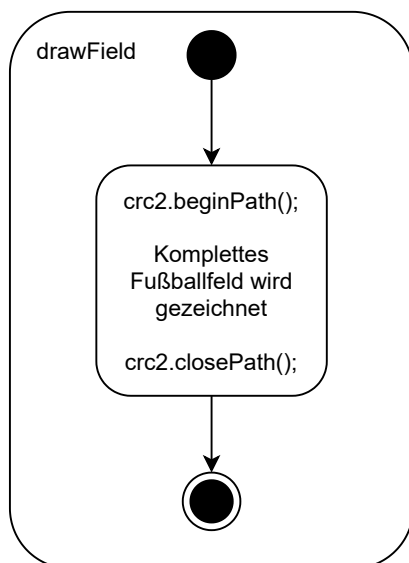 drawField
crc2.beginPath();
Komplettes
Fußballfeld wird
gezeichnet
crc2.closePath();